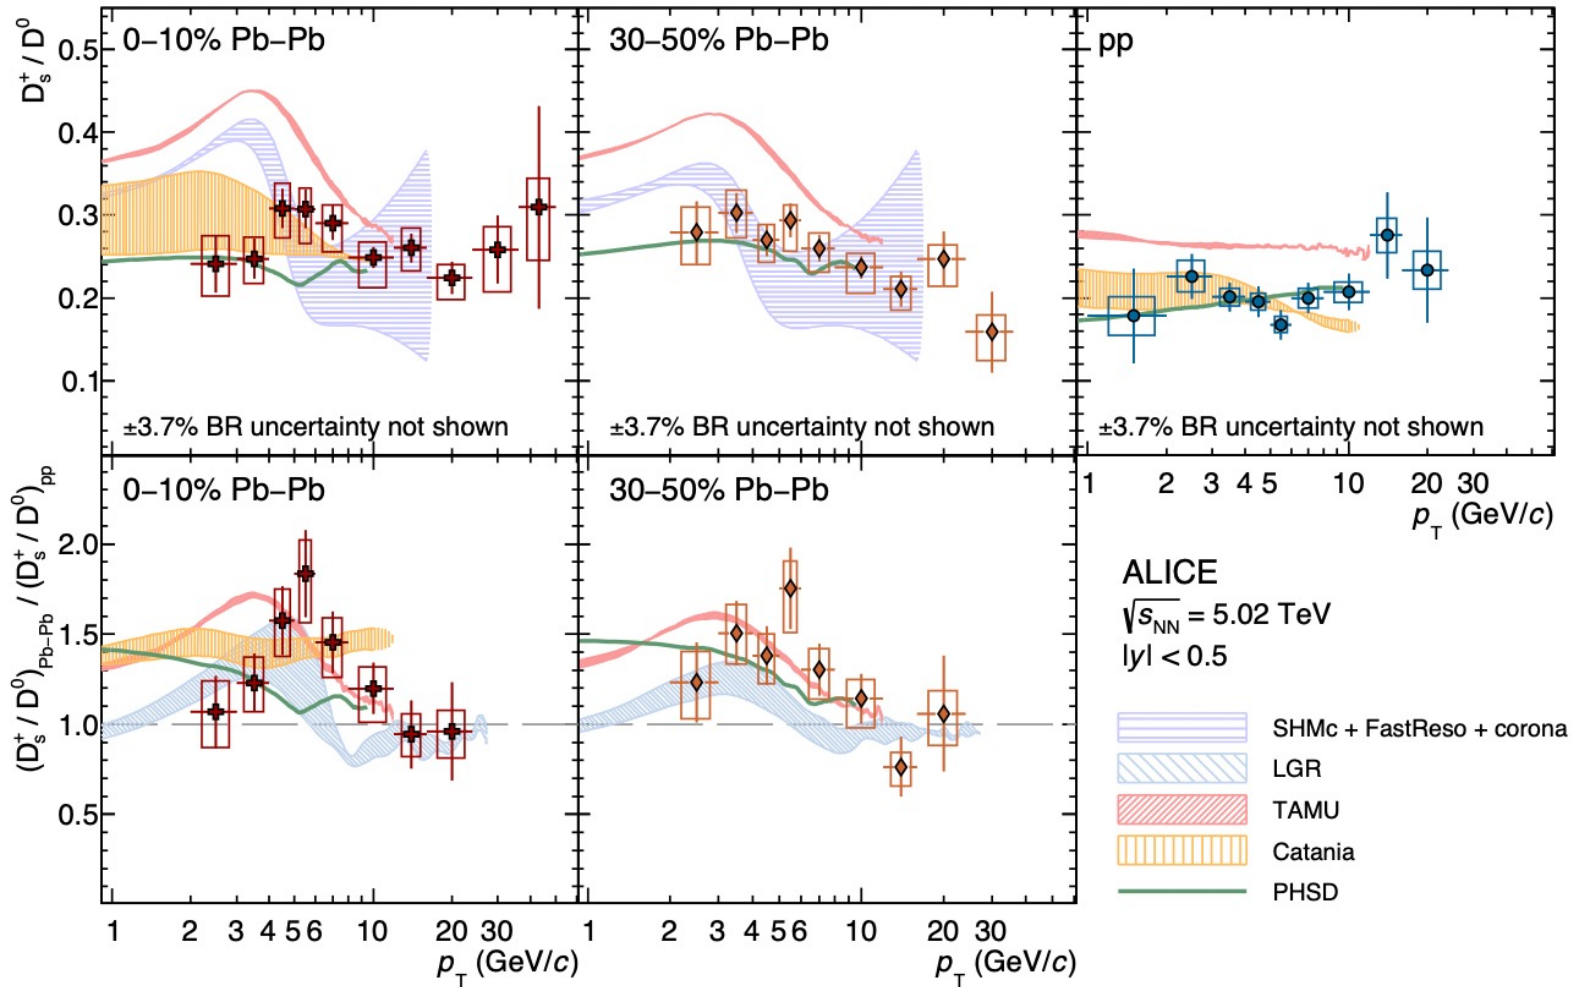 D_s^+ / D^0
0.5
0.4
0.3
0.2
0.1
0–10% Pb–Pb
±3.7% BR uncertainty not shown
30–50% Pb–Pb
±3.7% BR uncertainty not shown
pp
±3.7% BR uncertainty not shown
1 2 3 4 5 10 20 30
p_T (GeV/c)
(D_s^+ / D^0)_Pb–Pb / (D_s^+ / D^0)_pp
2.0
1.5
1.0
0.5
0–10% Pb–Pb
30–50% Pb–Pb
1 2 3 4 5 6 10 20 30
p_T (GeV/c)
1 2 3 4 5 6 10 20 30
p_T (GeV/c)
ALICE
√s_NN = 5.02 TeV
|y| < 0.5
SHMc + FastReso + corona
LGR
TAMU
Catania
PHSD